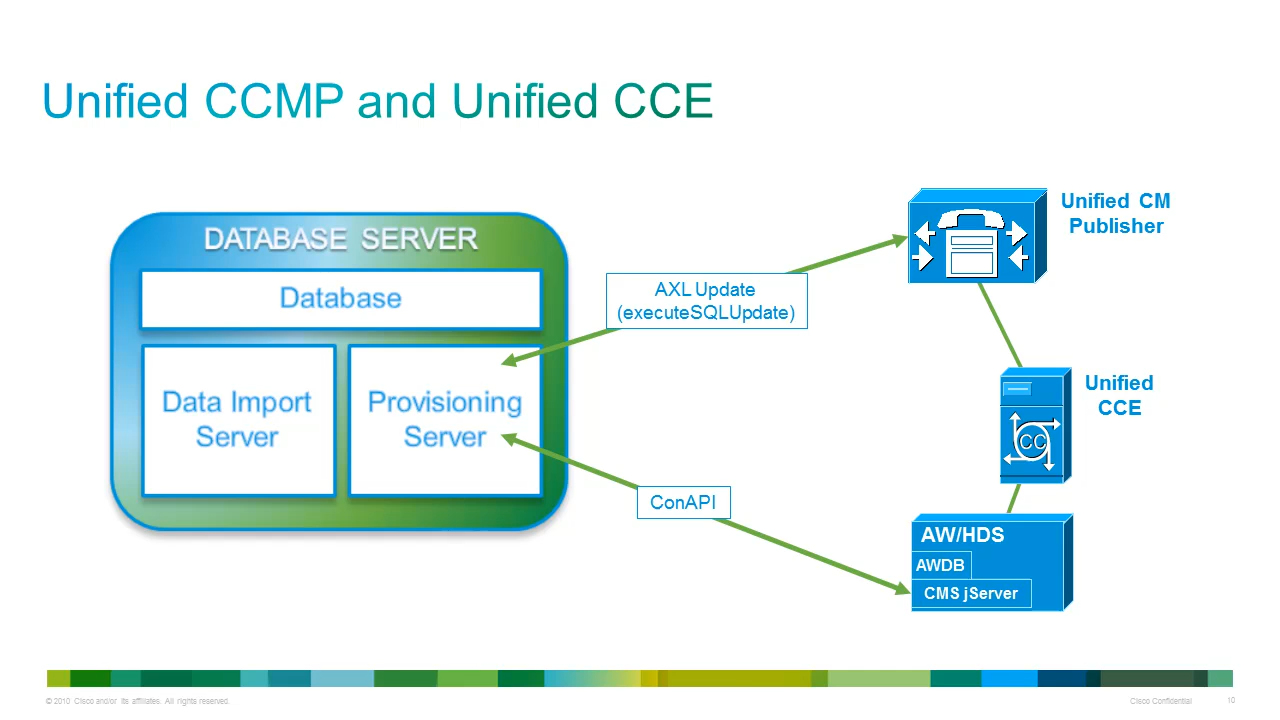 Unified CCMP and Unified CCE
DATABASE SERVER
Database
Data Import
Server
Provisioning
Server
AXL Update
(executeSQLUpdate)
ConAPI
Unified CM
Publisher
Unified
CCE
CC
AW/HDS
AWDB
CMS jServer
© 2010 Cisco and/or its affiliates. All rights reserved.
Cisco Confidential
10